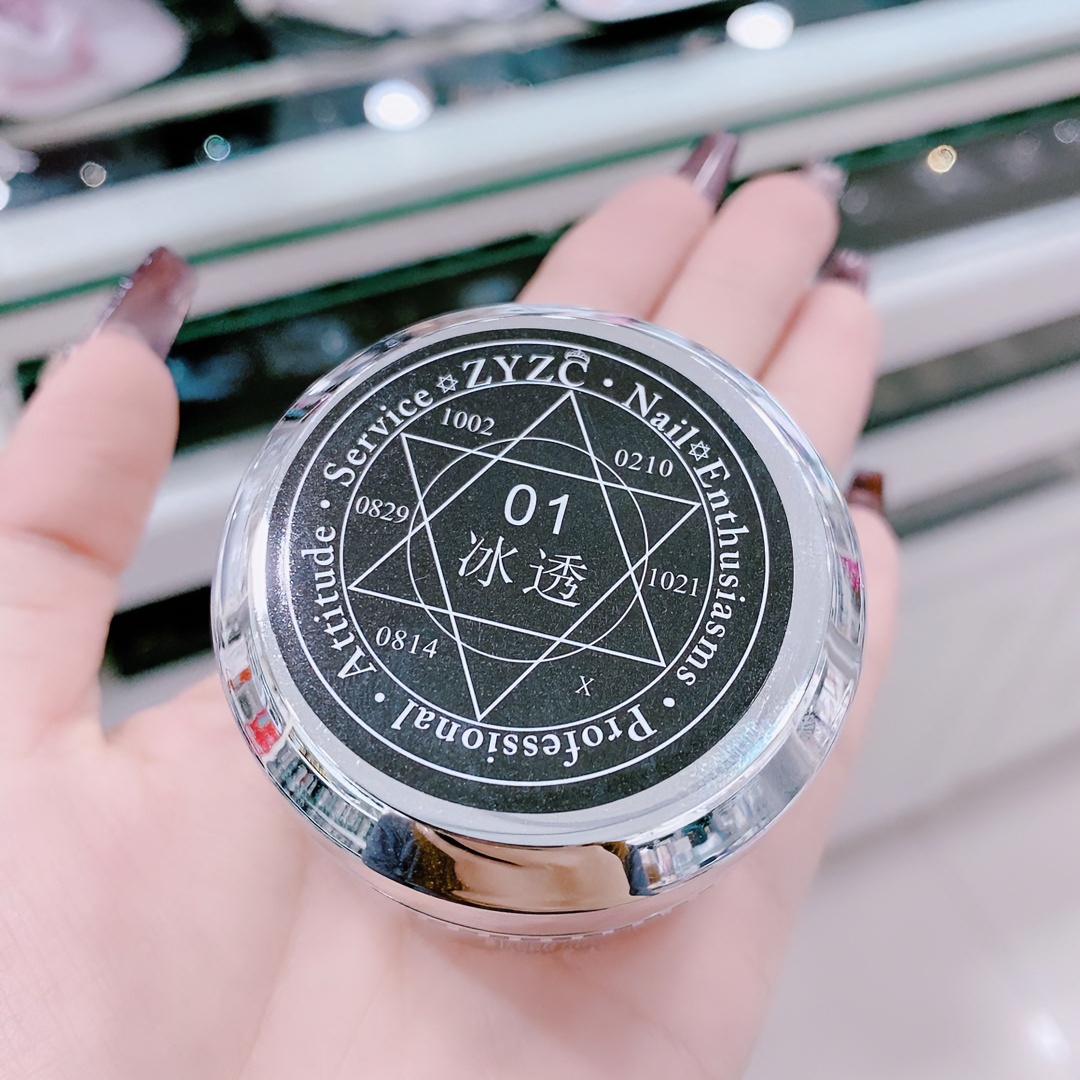 ZYZC · Nail ✡ Enthusiasms · Professional · Attitude · Service ✡
1002
0210
0829
01
冰透
1021
0814
X